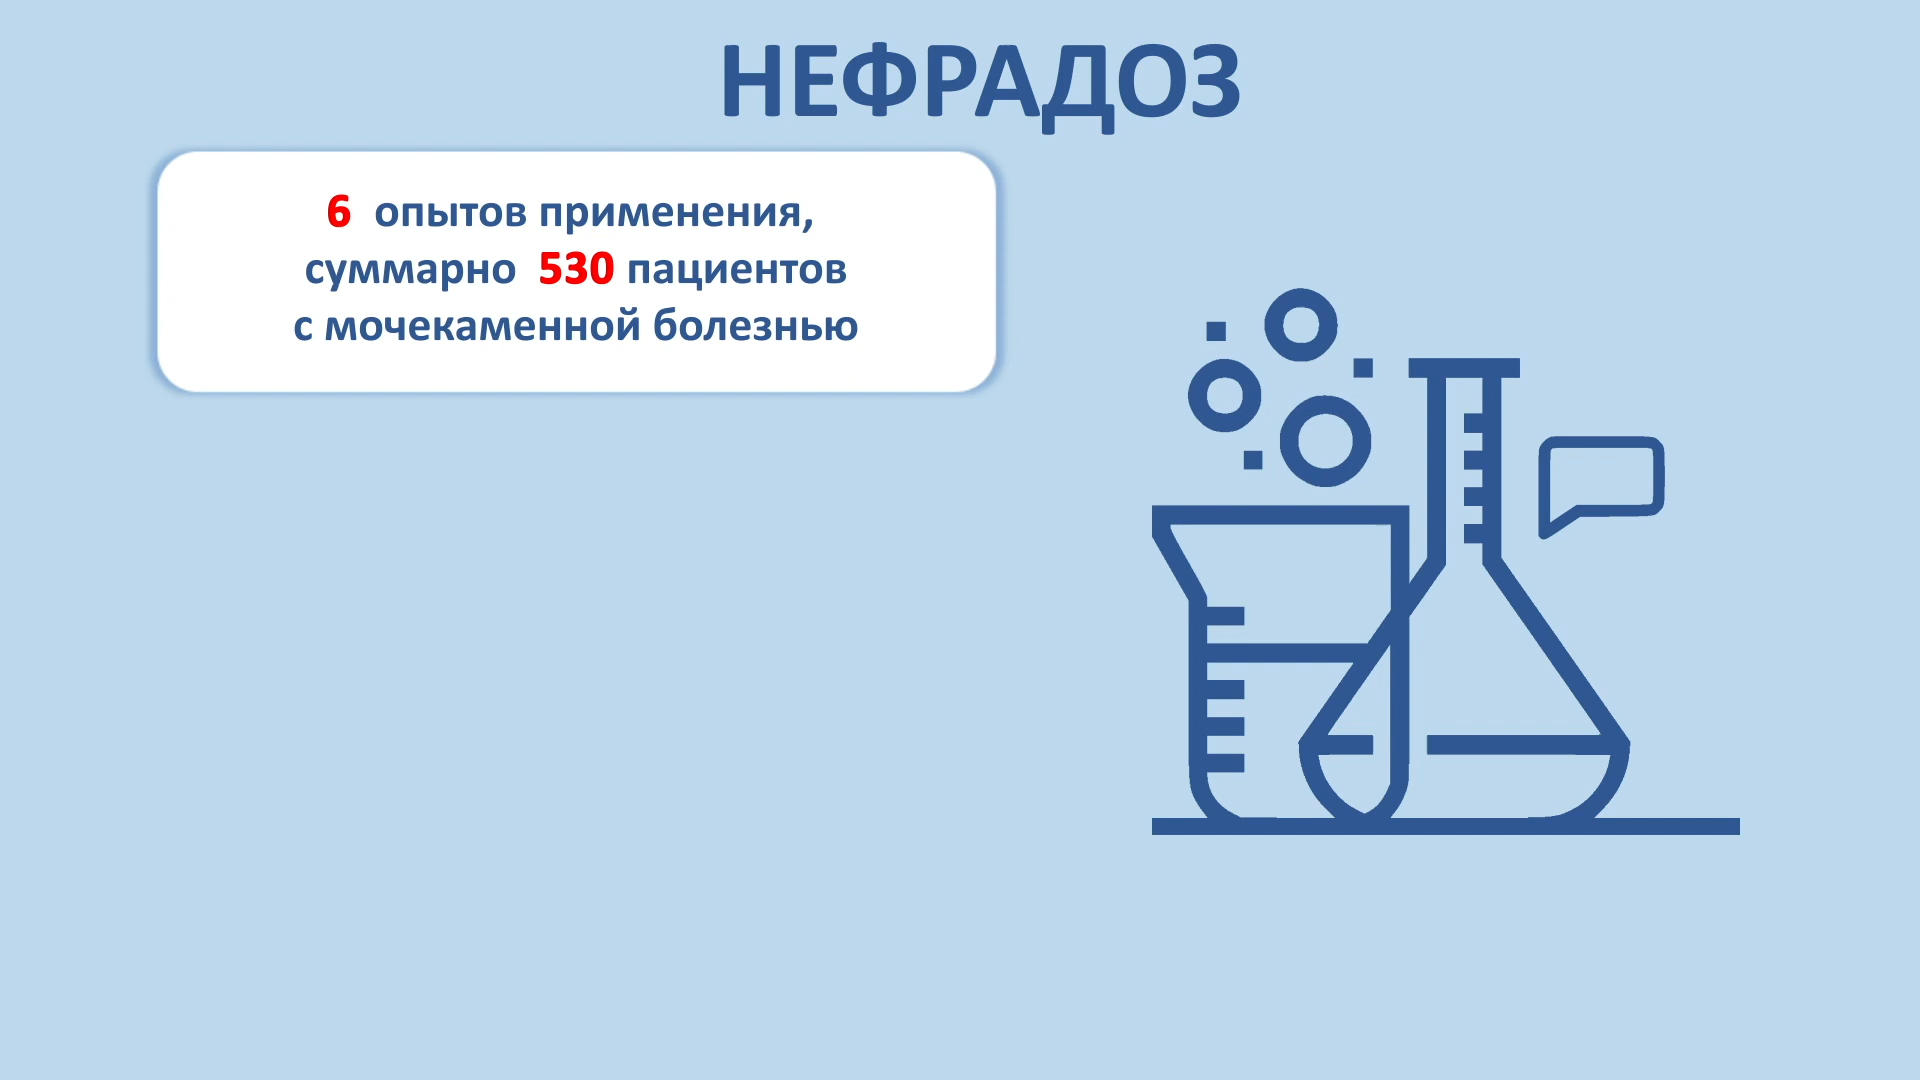 НЕФРАДОЗ
6 опытов применения,
суммарно 530 пациентов
с мочекаменной болезнью